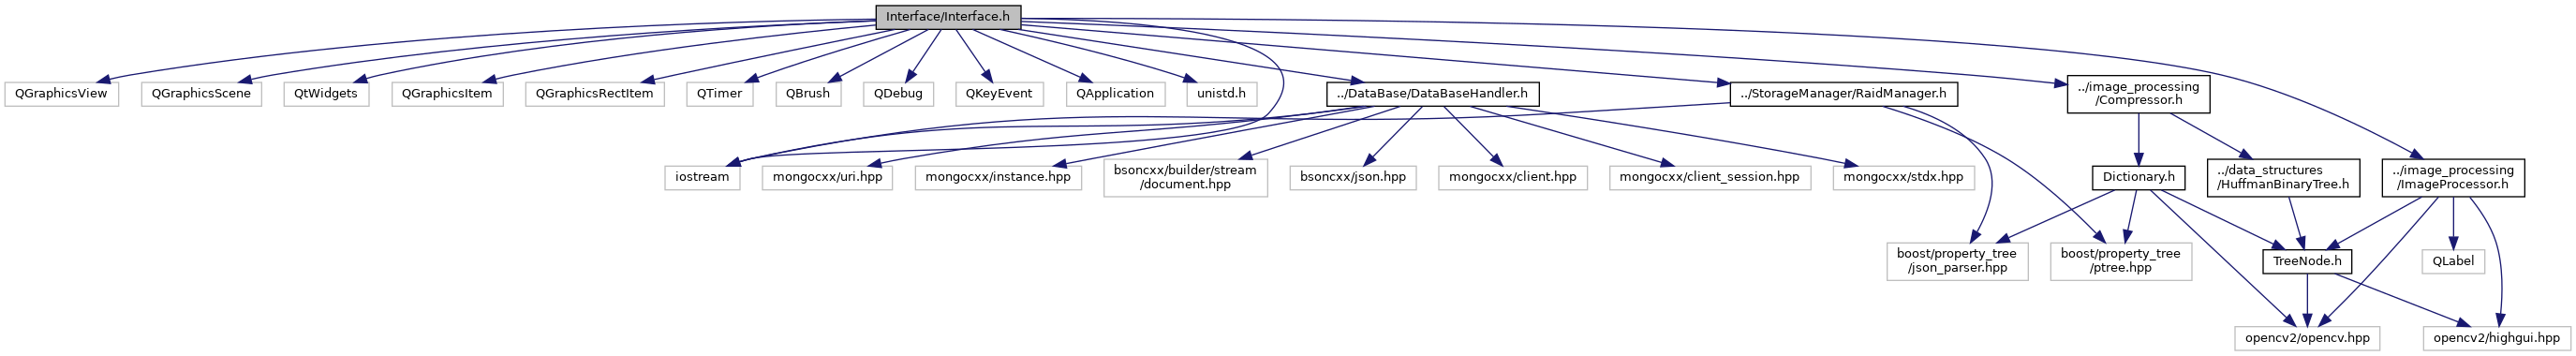 Interface/Interface.h
QGraphicsView
QGraphicsScene
QtWidgets
QGraphicsItem
QGraphicsRectItem
QTimer
QBrush
QDebug
QKeyEvent
QApplication
unistd.h
../DataBase/DataBaseHandler.h
../StorageManager/RaidManager.h
../image_processing
/Compressor.h
iostream
mongocxx/uri.hpp
mongocxx/instance.hpp
bsoncxx/builder/stream
/document.hpp
bsoncxx/json.hpp
mongocxx/client.hpp
mongocxx/client_session.hpp
mongocxx/stdx.hpp
Dictionary.h
../data_structures
/HuffmanBinaryTree.h
../image_processing
/ImageProcessor.h
boost/property_tree
/json_parser.hpp
boost/property_tree
/ptree.hpp
TreeNode.h
QLabel
opencv2/opencv.hpp
opencv2/highgui.hpp